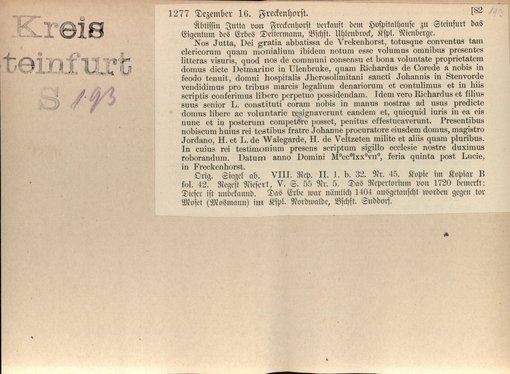 Kreis
teinfurt
S 193
1277 Dezember 16. Freckenhorst. [82
193
Äbtissin Jutta von Freckenhorst verkauft dem Hospitalhause zu Steinfurt das
Eigentum des Erbes Deitermann, Bschft. Uhlenbrock, Kspl. Nienberge.
Nos Jutta, Dei gratia abbatissa de Vrekenhorst, totusque conventus tam
clericorum quam monialium ibidem notum esse volumus omnibus presentes
litteras visuris, quod nos de communi consensu et bona voluntate proprietatem
domus dicte Detmarinc in Ulenbruke, quam Richardus de Corede a nobis in
feodo tenuit, domni hospitalis Jherosolimitani sancti Johannis in Stenvorde
vendidimus pro tribus marcis legalium denariorum et contulimus et in hiis
scriptis conferimus libere perpetuo possidendam. Idem vero Richardus et filius
suus senior L. constituti coram nobis in manus nostras ad usus predicte
domus libere ac voluntarie resignaverunt eandem et, quicquid iuris in ea eis
nunc et in posterum competere posset, penitus effestucaverunt. Presentibus
nobiscum huius rei testibus fratre Johanne procuratore eiusdem domus, magistro
Jordano, H. et L. de Walegarde, H. de Veltzeten milite et aliis quam pluribus.
In cuius rei testimonium presens scriptum sigillo ecclesie nostre duximus
roborandum. Datum anno Domini MºccºLxxºvIIº, feria quinta post Lucie,
in Freckenhorst.
Orig. Siegel ab. VIII. Rep. II. 1. b. 32. Nr. 45. Kopie im Kopiar B
fol. 42. Regest Niesert, V. S. 55 Nr. 5. Das Repertorium von 1720 bemerkt:
Dieser ist unbekannd. Das Erbe war nämlich 1404 ausgetauscht worden gegen tor
Moset (Mosmann) im Kspl. Nordwalde, Bschft. Suddorf.